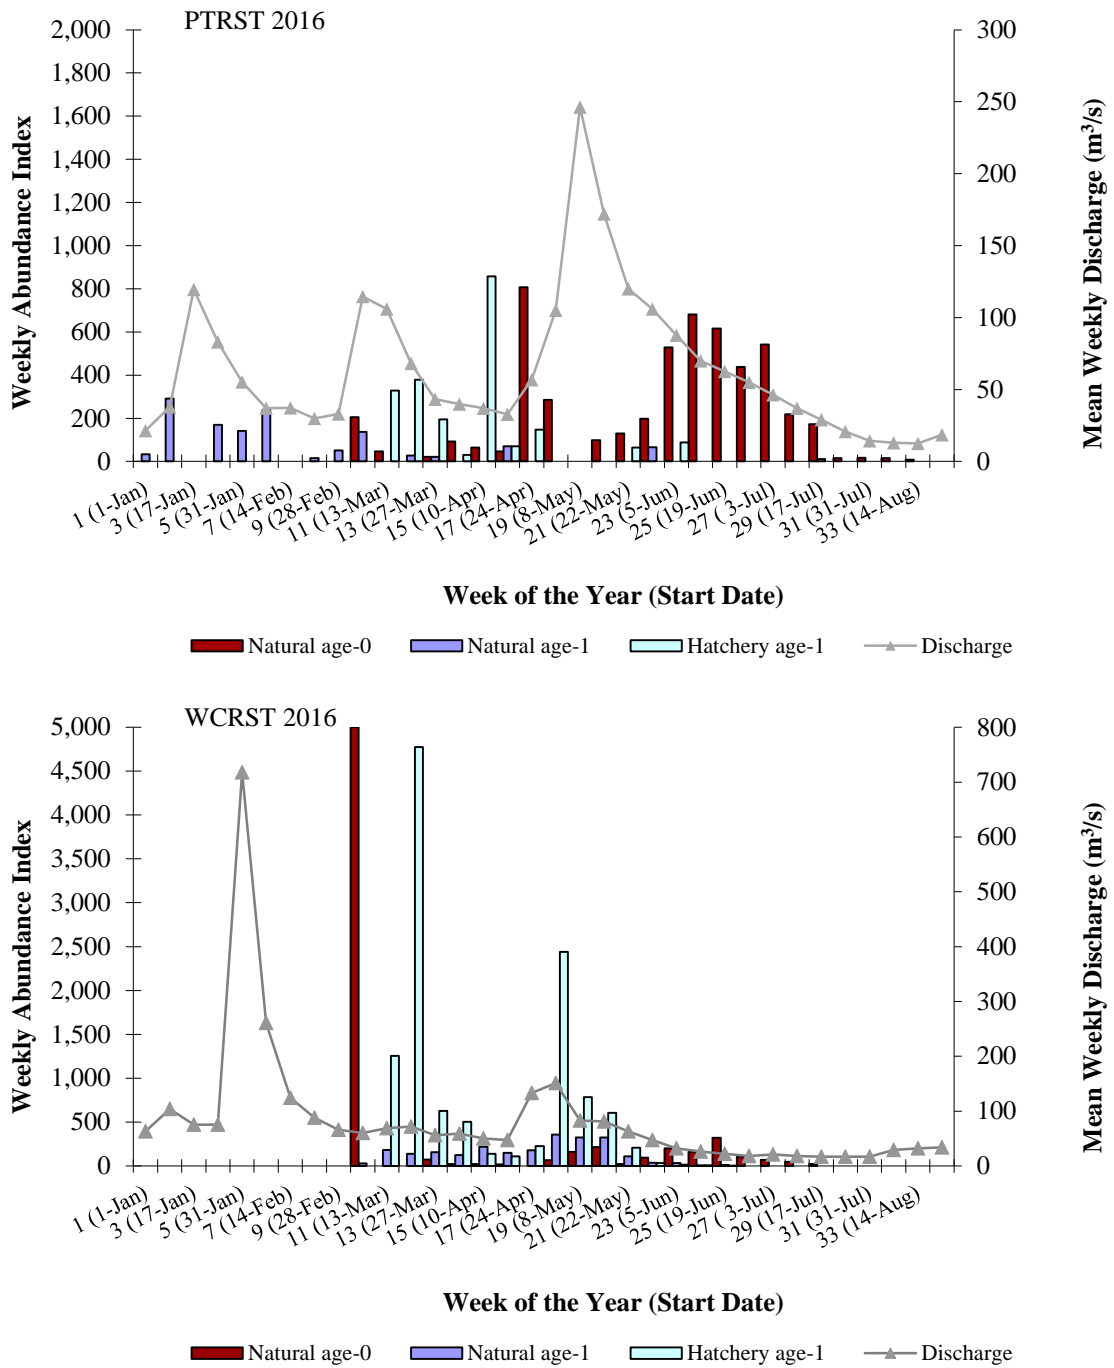 PTRST 2016
2,000
1,800
1,600
1,400
1,200
1,000
800
600
400
200
0
300
250
200
150
100
50
0
Weekly Abundance Index
Mean Weekly Discharge (m³/s)
1 (1-Jan)
3 (17-Jan)
5 (31-Jan)
7 (14-Feb)
9 (28-Feb)
11 (13-Mar)
13 (27-Mar)
15 (10-Apr)
17 (24-Apr)
19 (8-May)
21 (22-May)
23 (5-Jun)
25 (19-Jun)
27 ( 3-Jul)
29 (17-Jul)
31 (31-Jul)
33 (14-Aug)
Week of the Year (Start Date)
Natural age-0 Natural age-1 Hatchery age-1 Discharge
WCRST 2016
5,000
4,500
4,000
3,500
3,000
2,500
2,000
1,500
1,000
500
0
800
700
600
500
400
300
200
100
0
Weekly Abundance Index
Mean Weekly Discharge (m³/s)
1 (1-Jan)
3 (17-Jan)
5 (31-Jan)
7 (14-Feb)
9 (28-Feb)
11 (13-Mar)
13 (27-Mar)
15 (10-Apr)
17 (24-Apr)
19 (8-May)
21 (22-May)
23 (5-Jun)
25 (19-Jun)
27 ( 3-Jul)
29 (17-Jul)
31 (31-Jul)
33 (14-Aug)
Week of the Year (Start Date)
Natural age-0 Natural age-1 Hatchery age-1 Discharge